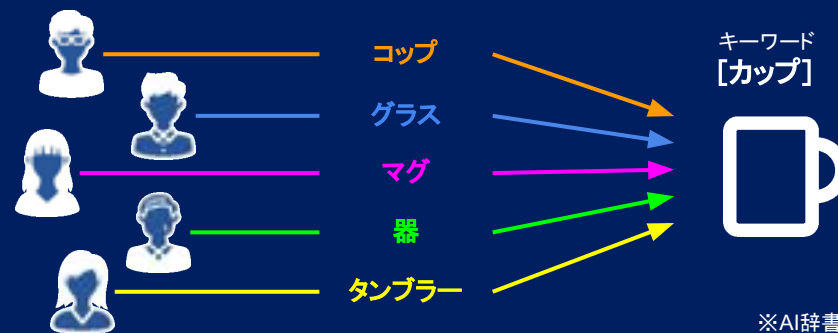 コップ
グラス
マグ
器
タンブラー
キーワード
[カップ]
※AI辞書